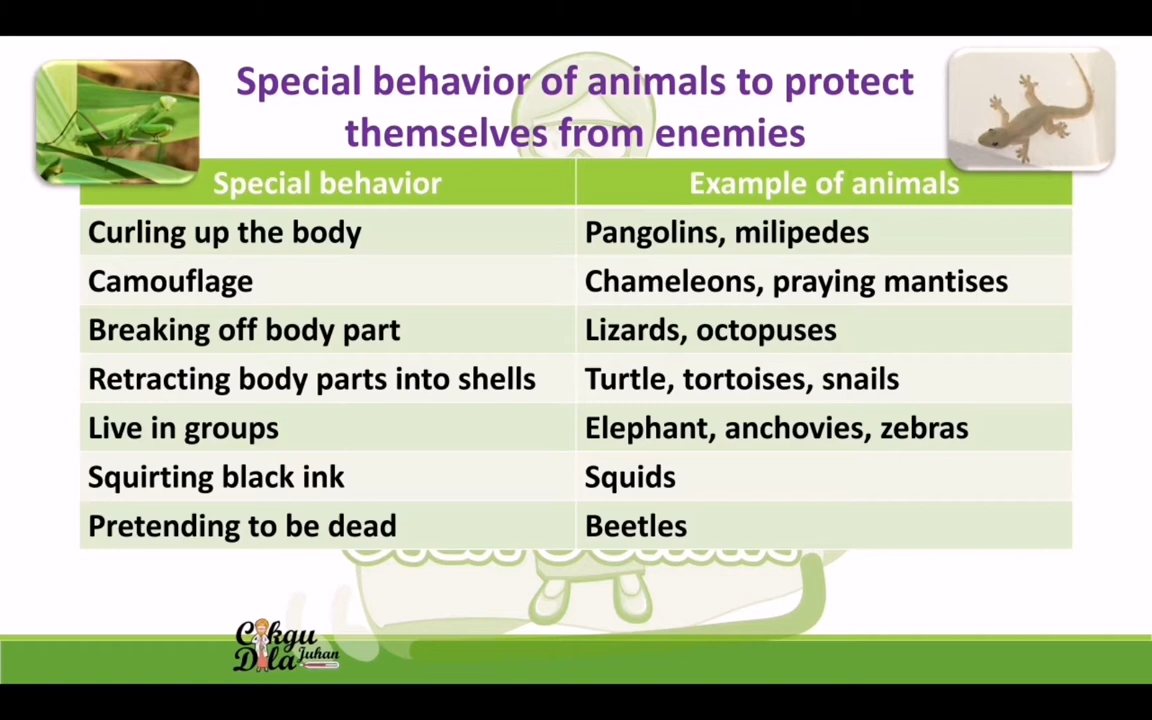 Special behavior of animals to protect
themselves from enemies
Special behavior Example of animals
Curling up the body Pangolins, milipedes
Camouflage Chameleons, praying mantises
Breaking off body part Lizards, octopuses
Retracting body parts into shells Turtle, tortoises, snails
Live in groups Elephant, anchovies, zebras
Squirting black ink Squids
Pretending to be dead Beetles
Cikgu
Dila Juhan